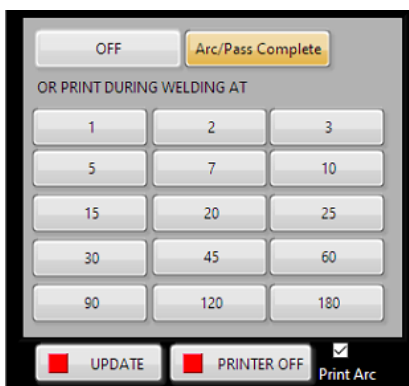 OFF Arc/Pass Complete
OR PRINT DURING WELDING AT
1 2 3
5 7 10
15 20 25
30 45 60
90 120 180
UPDATE PRINTER OFF Print Arc